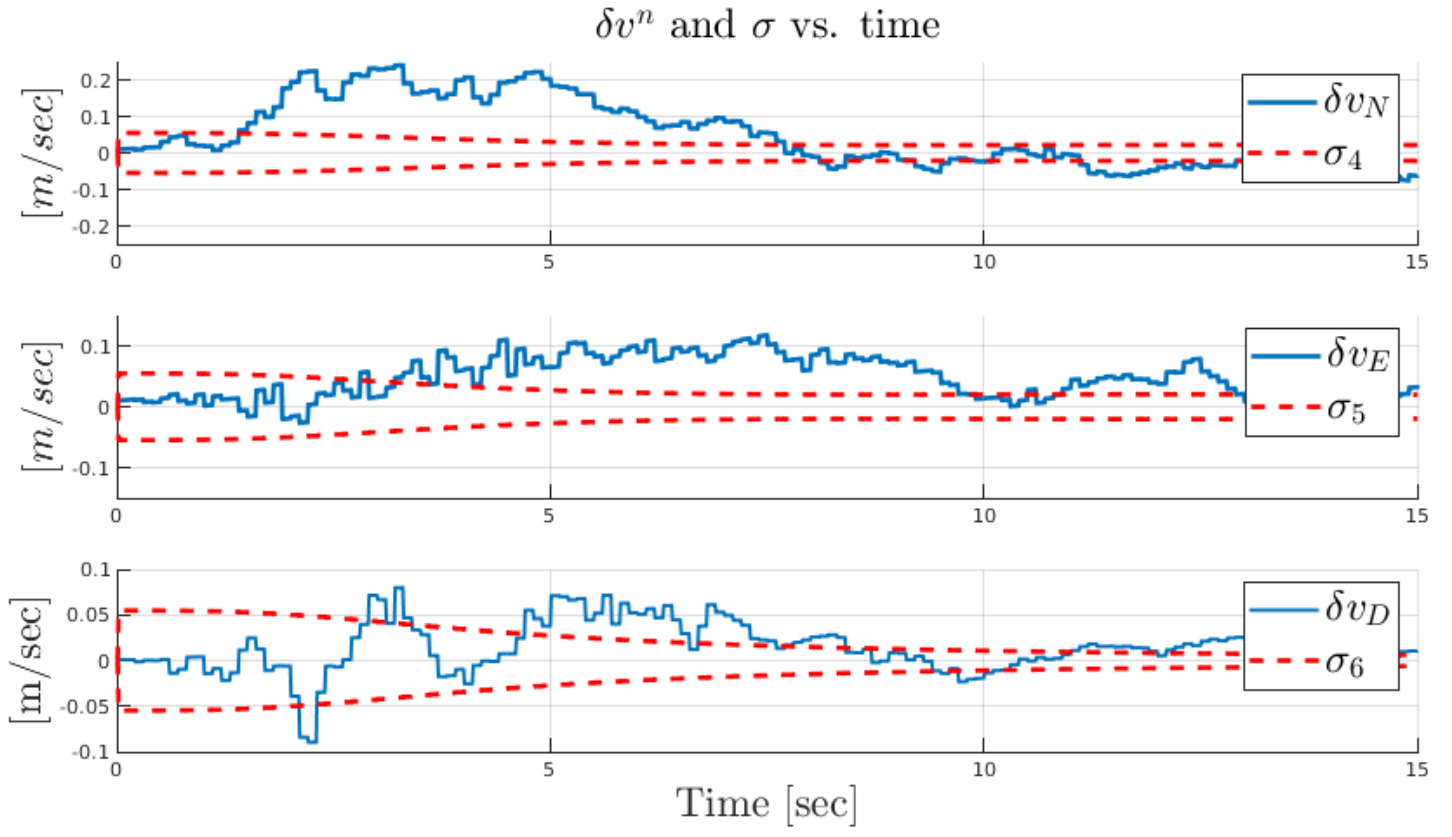 δvⁿ and σ vs. time
[m/sec]
0.2
0.1
0
-0.1
-0.2
0 5 10 15
δv_N
σ_4
[m/sec]
0.1
0
-0.1
0 5 10 15
δv_E
σ_5
[m/sec]
0.1
0.05
0
-0.05
-0.1
0 5 10 15
δv_D
σ_6
Time [sec]